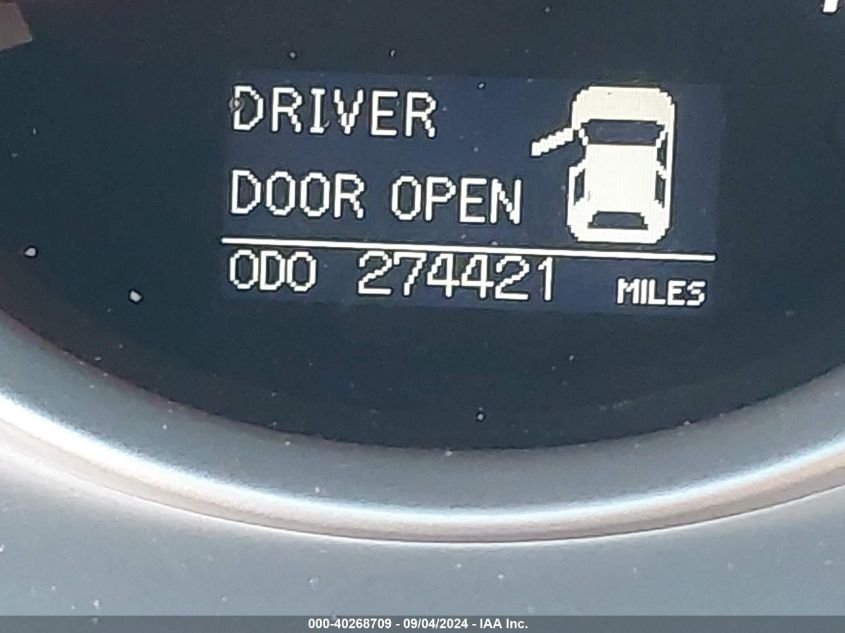 DRIVER
DOOR OPEN
ODO 274421 MILES
000-40268709 - 09/04/2024 - IAA Inc.